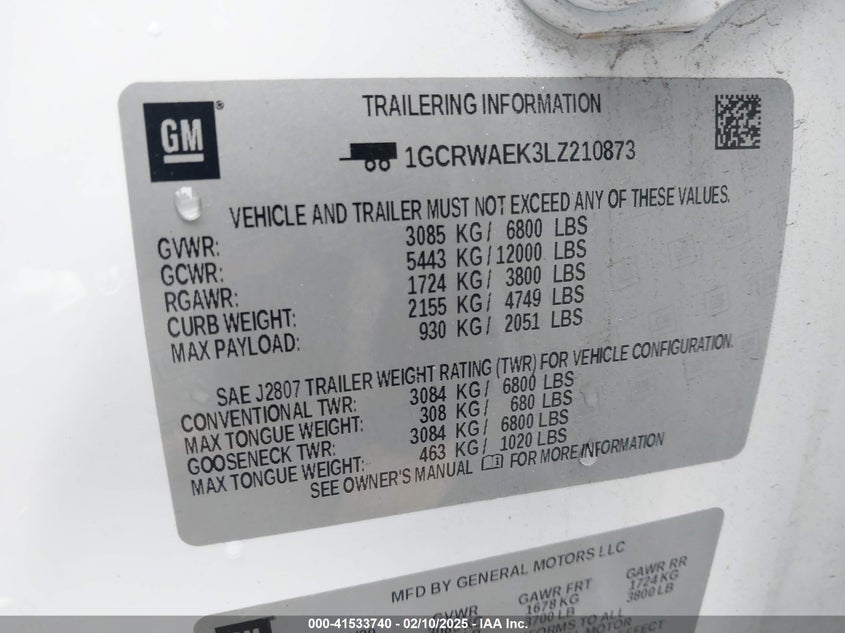 GM
TRAILERING INFORMATION
1GCRWAEK3LZ210873
VEHICLE AND TRAILER MUST NOT EXCEED ANY OF THESE VALUES.
GVWR: 3085 KG/ 6800 LBS
GCWR: 5443 KG/12000 LBS
RGAWR: 1724 KG/ 3800 LBS
CURB WEIGHT: 2155 KG/ 4749 LBS
MAX PAYLOAD: 930 KG/ 2051 LBS
SAE J2807 TRAILER WEIGHT RATING (TWR) FOR VEHICLE CONFIGURATION.
CONVENTIONAL TWR: 3084 KG/ 6800 LBS
MAX TONGUE WEIGHT: 308 KG/ 680 LBS
GOOSENECK TWR: 3084 KG/ 6800 LBS
MAX TONGUE WEIGHT: 463 KG/ 1020 LBS
SEE OWNER'S MANUAL FOR MORE INFORMATION
MFD BY GENERAL MOTORS LLC
GVWR GAWR FRT GAWR RR
1678 KG 1724 KG
3700 LB 3800 LB
GM
000-41533740 - 02/10/2025 - IAA Inc.